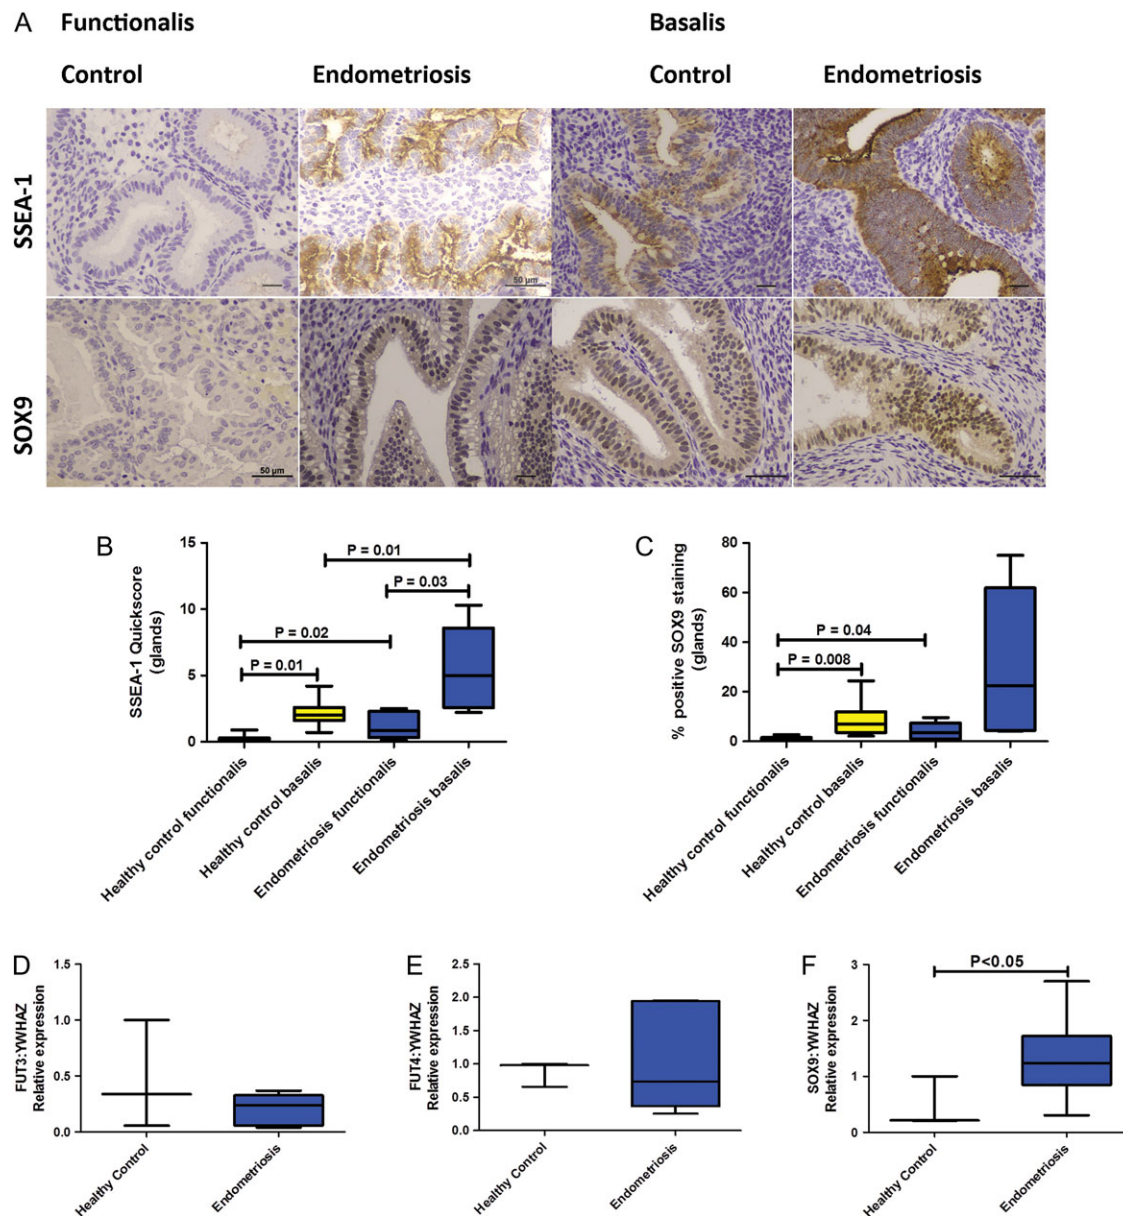 A Functionalis Basalis
Control Endometriosis Control Endometriosis
SSEA-1
50 µm
SOX9
50 µm
B
SSEA-1 Quickscore
(glands)
15
10
5
0
P = 0.01
P = 0.03
P = 0.02
P = 0.01
Healthy control functionalis
Healthy control basalis
Endometriosis functionalis
Endometriosis basalis
C
% positive SOX9 staining
(glands)
80
60
40
20
0
P = 0.04
P = 0.008
Healthy control functionalis
Healthy control basalis
Endometriosis functionalis
Endometriosis basalis
D
FUT3:YWHAZ
Relative expression
1.5
1.0
0.5
0.0
Healthy Control
Endometriosis
E
FUT4:YWHAZ
Relative expression
2.5
2.0
1.5
1.0
0.5
0.0
Healthy Control
Endometriosis
F
SOX9:YWHAZ
Relative expression
3
2
1
0
P<0.05
Healthy Control
Endometriosis